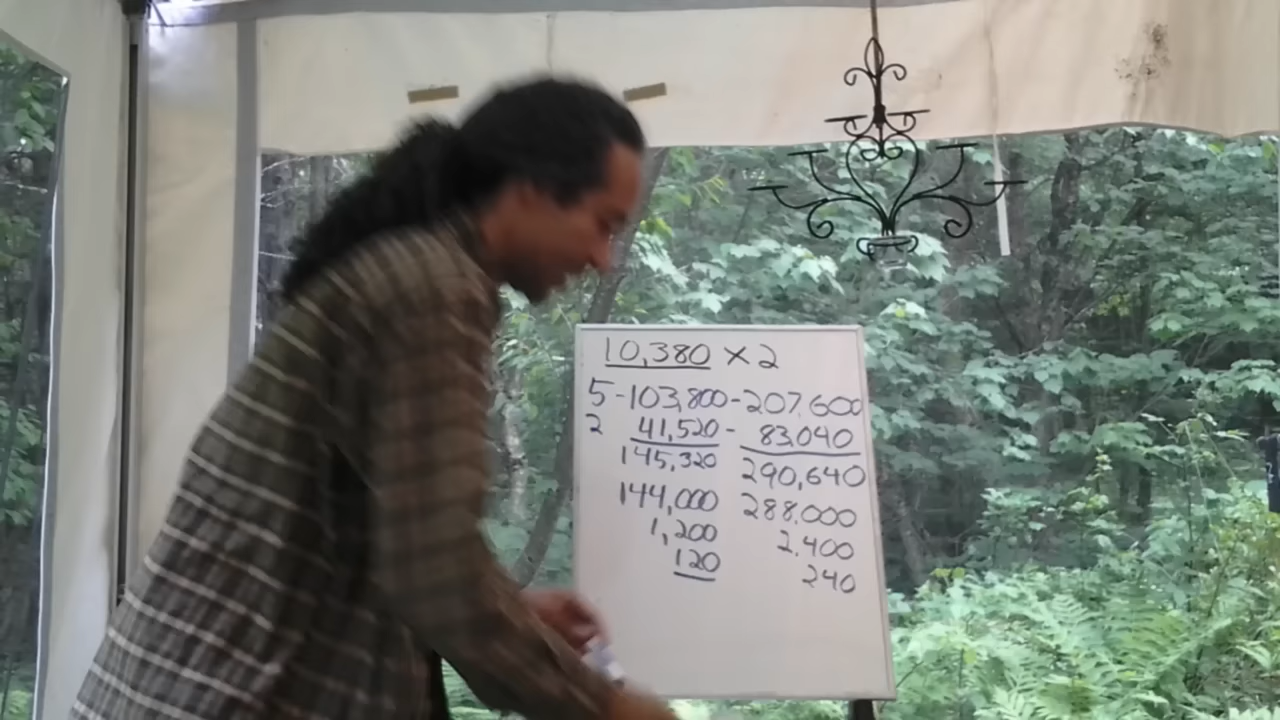 10,380 x 2
5 - 103,800 - 207,600
2 41,520 - 83,040
145,320 290,640
144,000 288,000
1,200 2,400
120 240